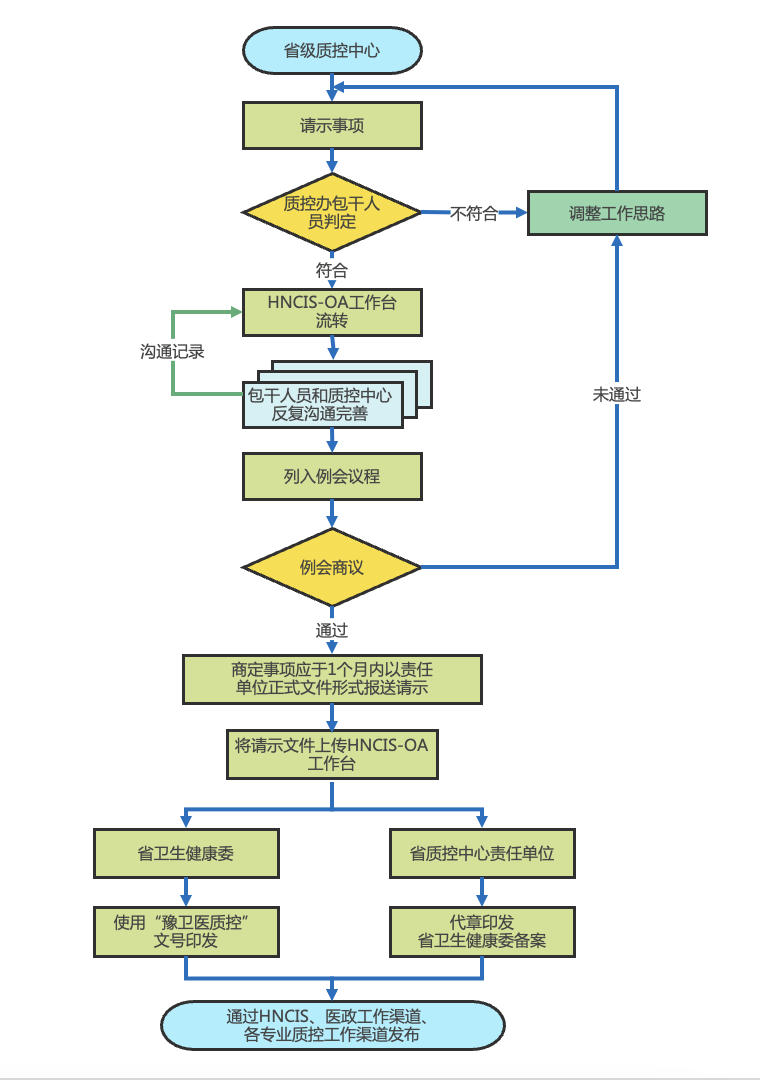 省级质控中心
请示事项
质控办包干人
员判定
不符合
调整工作思路
符合
HNCIS-OA工作台
流转
沟通记录
包干人员和质控中心
反复沟通完善
未通过
列入例会议程
例会商议
通过
商定事项应于1个月内以责任
单位正式文件形式报送请示
将请示文件上传HNCIS-OA
工作台
省卫生健康委
省质控中心责任单位
使用“豫卫医质控”
文号印发
代章印发
省卫生健康委备案
通过HNCIS、医政工作渠道、
各专业质控工作渠道发布